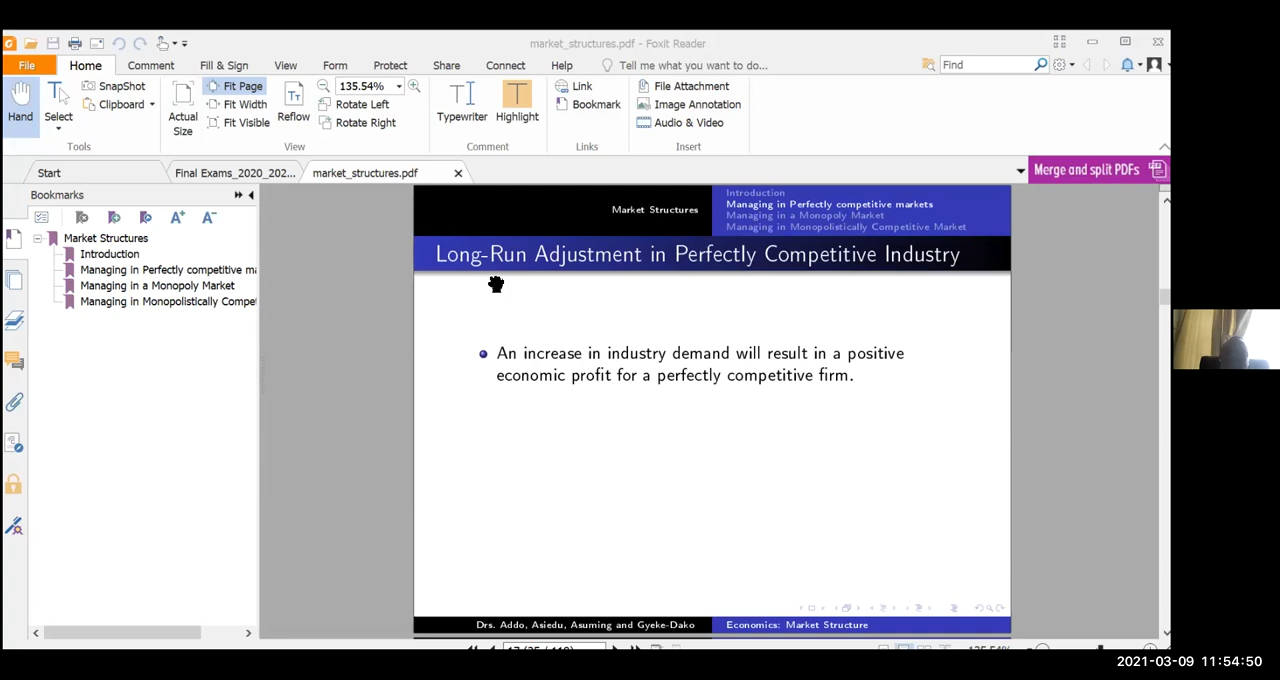 market_structures.pdf - Foxit Reader
File Home Comment Fill & Sign View Form Protect Share Connect Help Tell me what you want to do... Find
Hand
Select
SnapShot
Clipboard
Tools
Actual
Size
Fit Page
Fit Width
Fit Visible
Reflow
135.54%
Rotate Left
Rotate Right
View
Typewriter
Highlight
Comment
Link
Bookmark
Links
File Attachment
Image Annotation
Audio & Video
Insert
Start
Final Exams_2020_202...
market_structures.pdf
Merge and split PDFs
Bookmarks
Market Structures
Introduction
Managing in Perfectly competitive ma
Managing in a Monopoly Market
Managing in Monopolistically Compe
Market Structures
Introduction
Managing in Perfectly competitive markets
Managing in a Monopoly Market
Managing in Monopolistically Competitive Market
Long-Run Adjustment in Perfectly Competitive Industry
An increase in industry demand will result in a positive
economic profit for a perfectly competitive firm.
Drs. Addo, Asiedu, Asuming and Gyeke-Dako
Economics: Market Structure
135.54%
2021-03-09 11:54:50